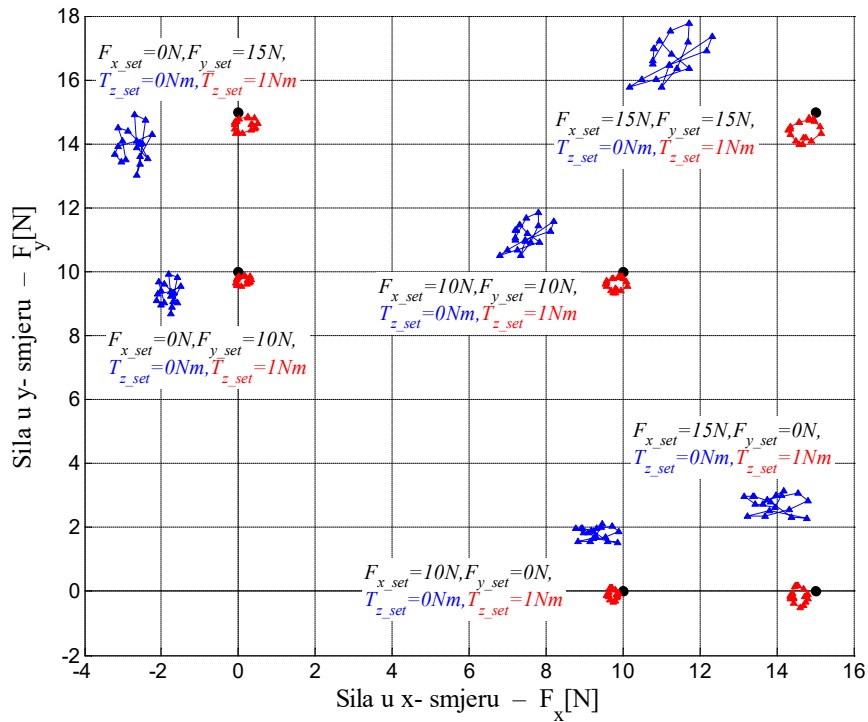 18
16
14
12
10
8
6
4
2
0
-2
-4
-2
0
2
4
6
8
10
12
14
16
Sila u y- smjeru – F_y[N]
Sila u x- smjeru – F_x[N]
F_x_set=0N,F_y_set=15N,
T_z_set=0Nm,T_z_set=1Nm
F_x_set=15N,F_y_set=15N,
T_z_set=0Nm,T_z_set=1Nm
F_x_set=10N,F_y_set=10N,
T_z_set=0Nm,T_z_set=1Nm
F_x_set=0N,F_y_set=10N,
T_z_set=0Nm,T_z_set=1Nm
F_x_set=15N,F_y_set=0N,
T_z_set=0Nm,T_z_set=1Nm
F_x_set=10N,F_y_set=0N,
T_z_set=0Nm,T_z_set=1Nm